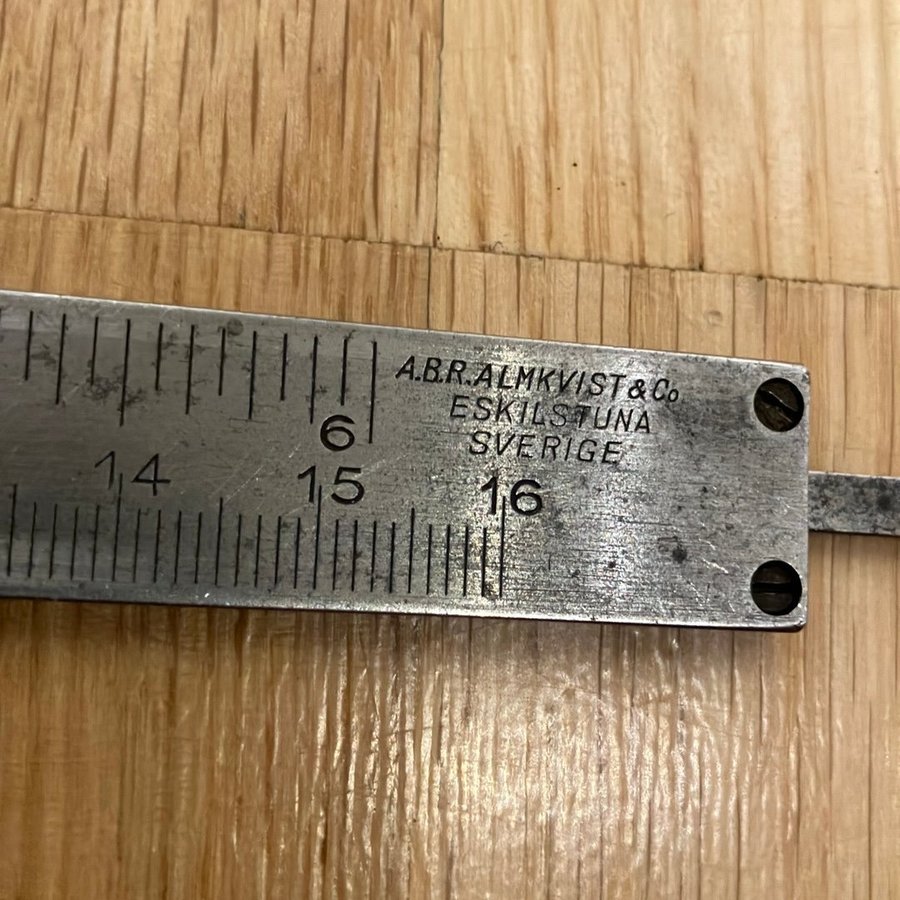 A.B.R.ALMKVIST & Co
ESKILSTUNA
SVERIGE
6
14 15 16